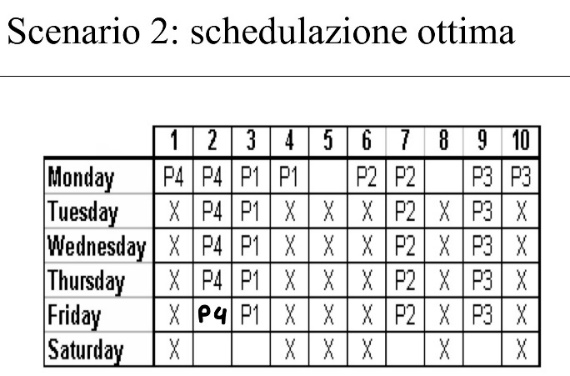 Scenario 2: schedulazione ottima
1 2 3 4 5 6 7 8 9 10
Monday P4 P4 P1 P1 P2 P2 P3 P3
Tuesday X P4 P1 X X X P2 X P3 X
Wednesday X P4 P1 X X X P2 X P3 X
Thursday X P4 P1 X X X P2 X P3 X
Friday X P4 P1 X X X P2 X P3 X
Saturday X X X X X X